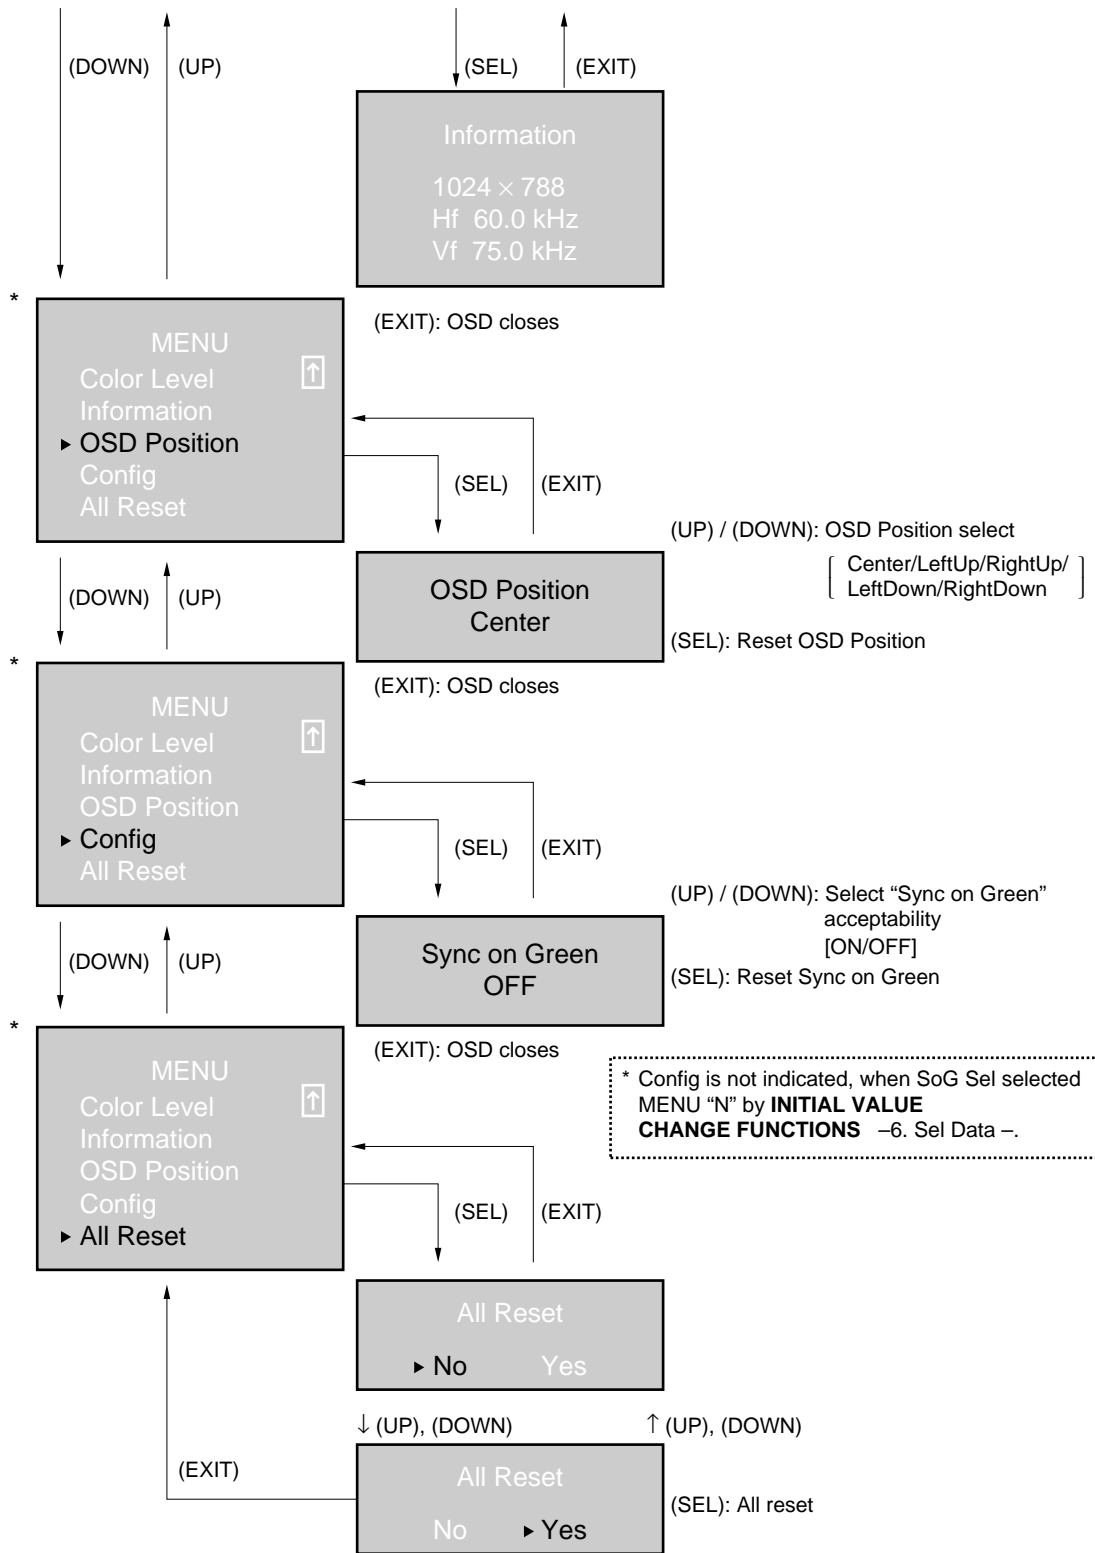 (DOWN) (UP) (SEL) (EXIT)
Information
1024 × 788
Hf 60.0 kHz
Vf 75.0 kHz
(EXIT): OSD closes
*
MENU
Color Level ↑
Information
▸ OSD Position
Config
All Reset
(SEL) (EXIT)
(UP) / (DOWN): OSD Position select
[ Center/LeftUp/RightUp/
LeftDown/RightDown ]
OSD Position
Center
(SEL): Reset OSD Position
(EXIT): OSD closes
(DOWN) (UP)
*
MENU
Color Level ↑
Information
OSD Position
▸ Config
All Reset
(SEL) (EXIT)
(UP) / (DOWN): Select “Sync on Green”
acceptability
[ON/OFF]
Sync on Green
OFF
(SEL): Reset Sync on Green
(EXIT): OSD closes
(DOWN) (UP)
* Config is not indicated, when SoG Sel selected
MENU “N” by INITIAL VALUE
CHANGE FUNCTIONS –6. Sel Data –.
*
MENU
Color Level ↑
Information
OSD Position
Config
▸ All Reset
(SEL) (EXIT)
All Reset
▸ No Yes
↓ (UP), (DOWN) ↑ (UP), (DOWN)
(EXIT)
All Reset
No ▸ Yes
(SEL): All reset